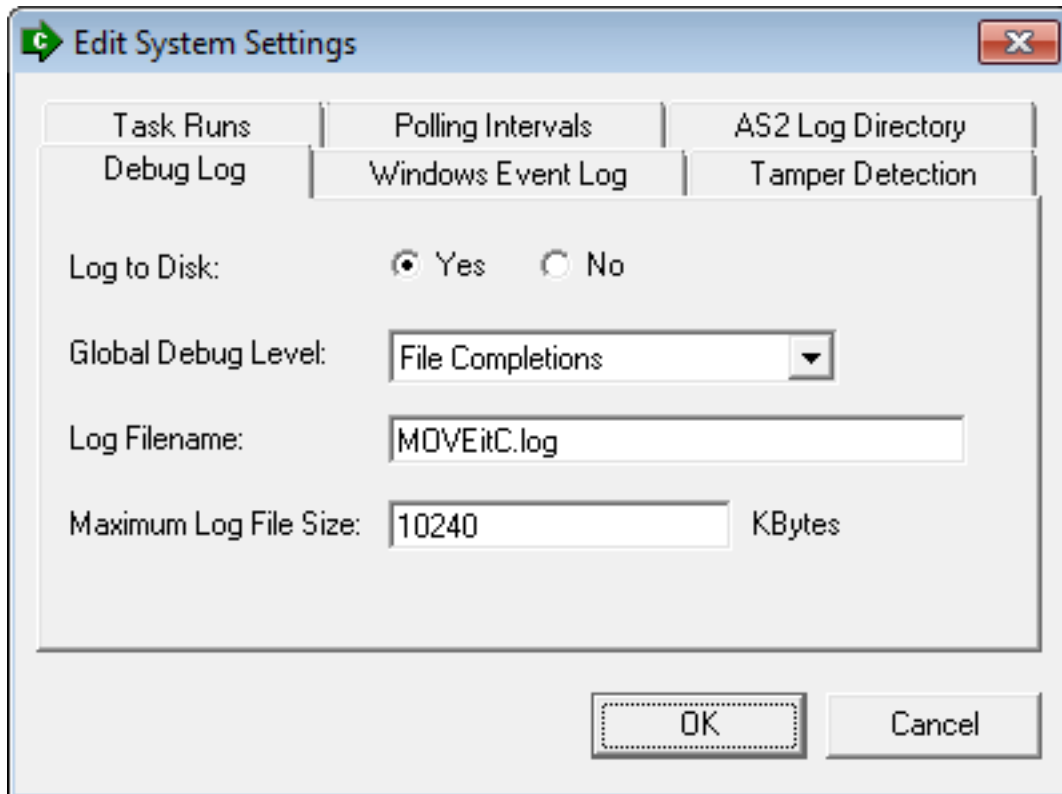 C Edit System Settings
Task Runs Polling Intervals AS2 Log Directory
Debug Log Windows Event Log Tamper Detection
Log to Disk: Yes No
Global Debug Level: File Completions
Log Filename: MOVEitC.log
Maximum Log File Size: 10240 KBytes
OK Cancel